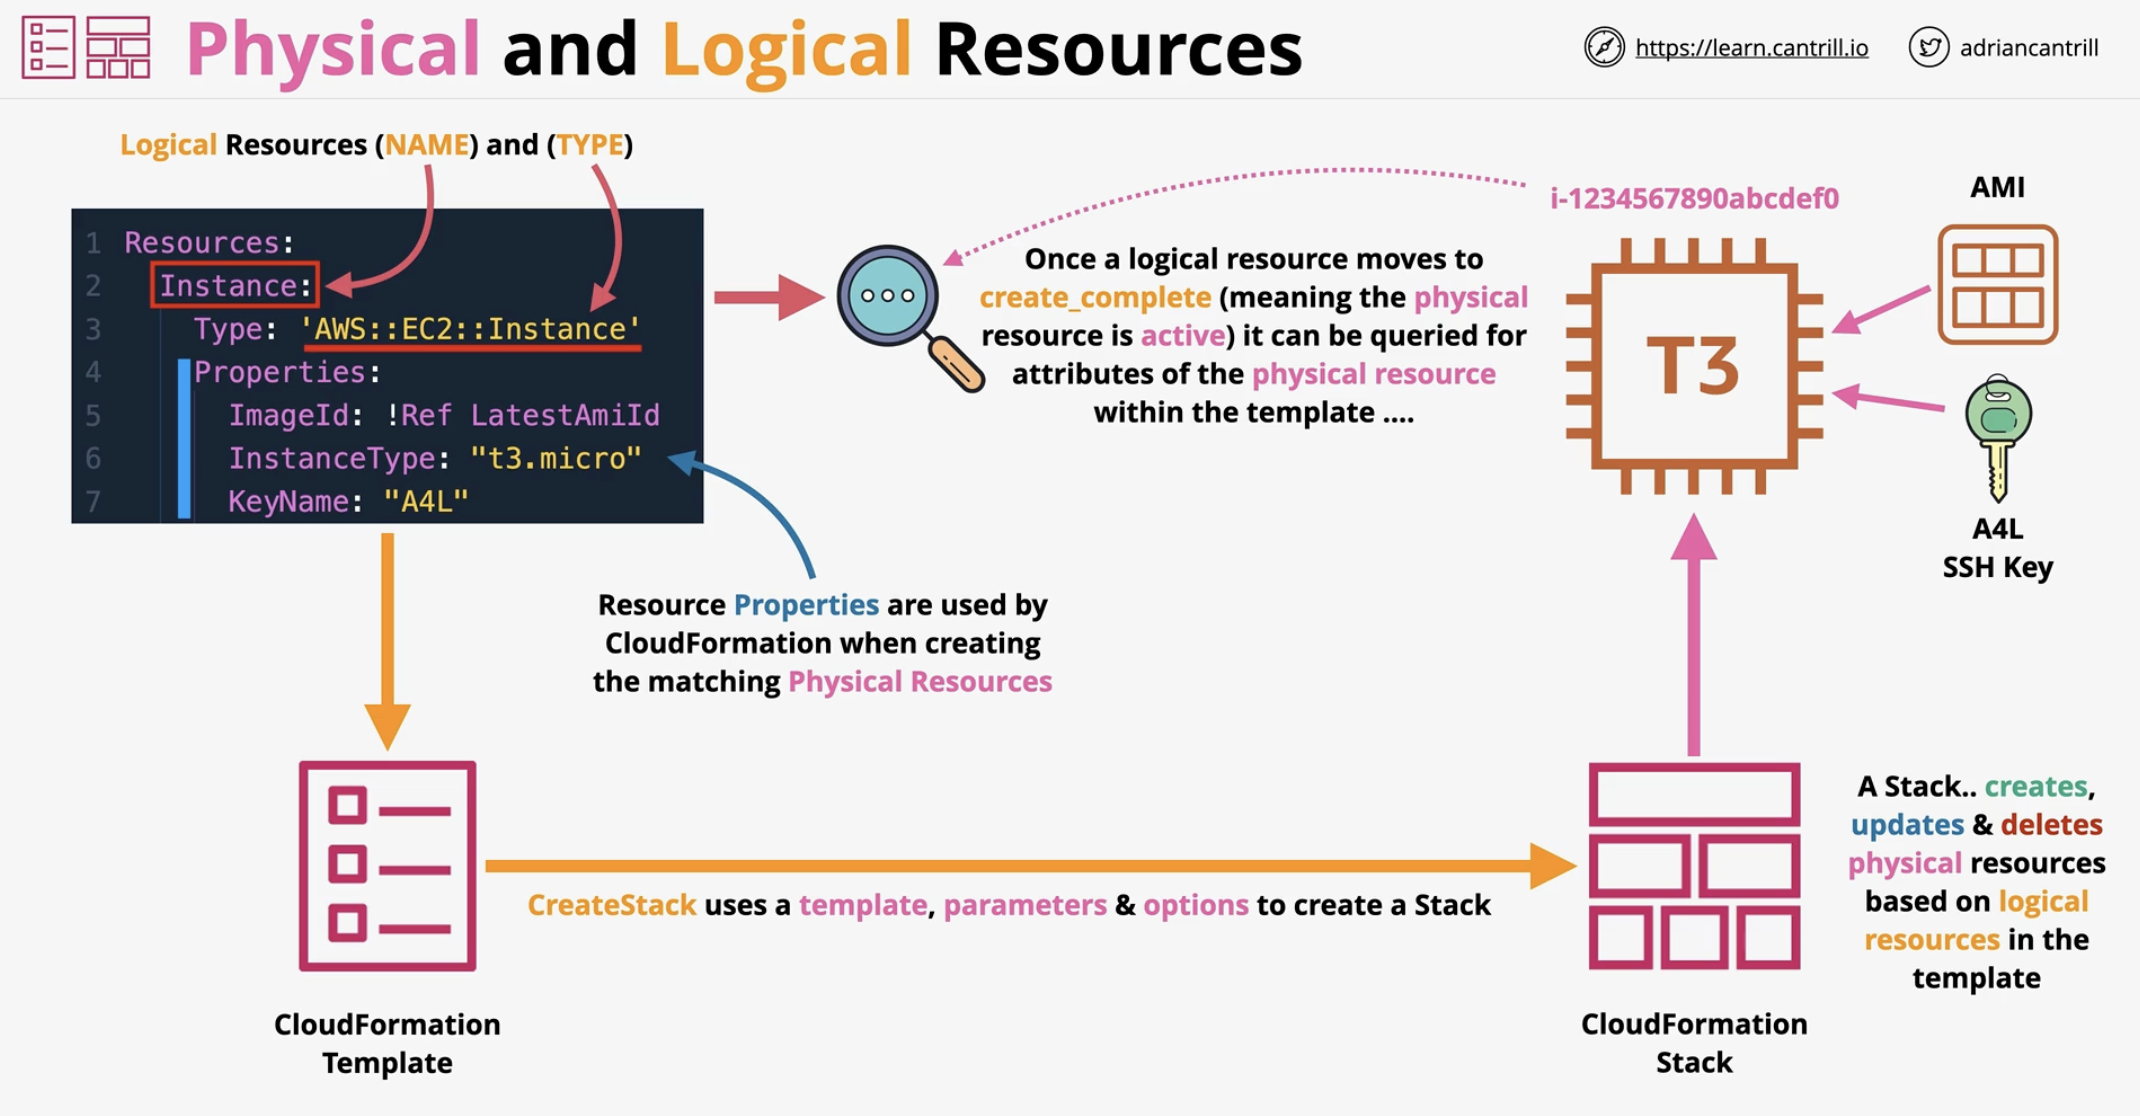 Physical and Logical Resources
https://learn.cantrill.io
adriancantrill
Logical Resources (NAME) and (TYPE)
1 Resources:
2 Instance:
3 Type: 'AWS::EC2::Instance'
4 Properties:
5 ImageId: !Ref LatestAmiId
6 InstanceType: "t3.micro"
7 KeyName: "A4L"
Once a logical resource moves to
create_complete (meaning the physical
resource is active) it can be queried for
attributes of the physical resource
within the template ....
i-1234567890abcdef0
T3
AMI
A4L
SSH Key
Resource Properties are used by
CloudFormation when creating
the matching Physical Resources
CreateStack uses a template, parameters & options to create a Stack
A Stack.. creates,
updates & deletes
physical resources
based on logical
resources in the
template
CloudFormation
Template
CloudFormation
Stack